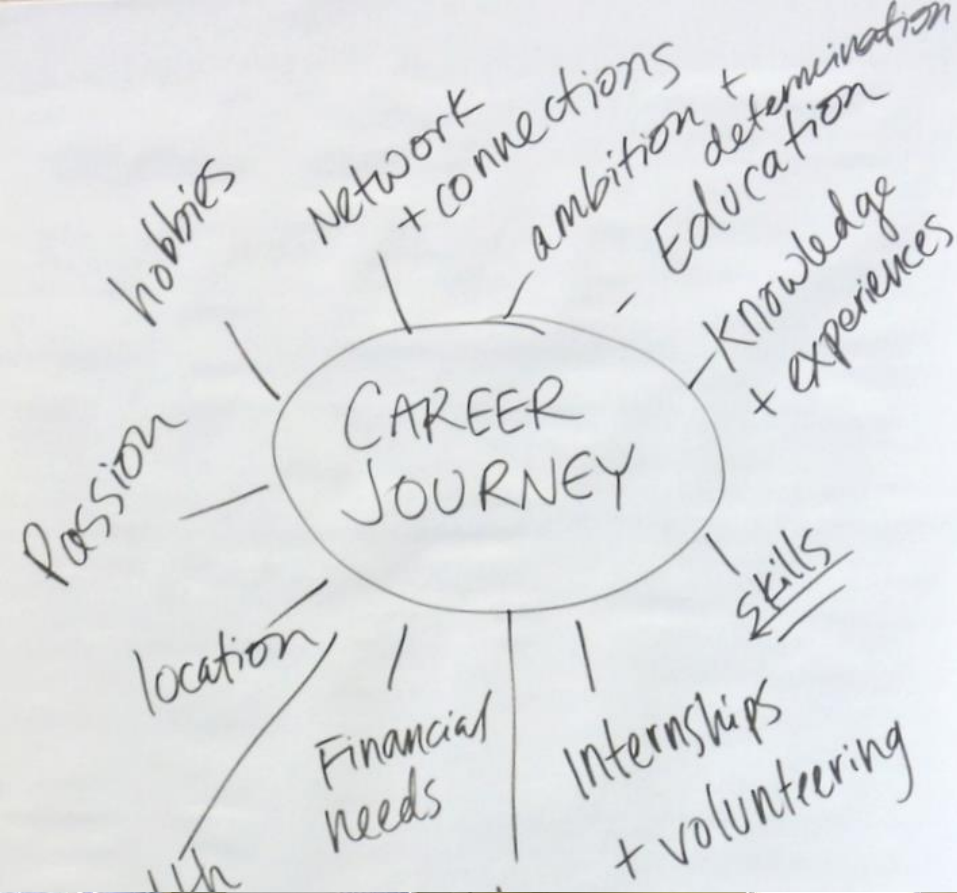 hobbies
Network
+ connections
ambition +
determination
Education
Knowledge
+ experiences
CAREER
JOURNEY
Passion
skills
location
Financial
needs
Internships
+ volunteering